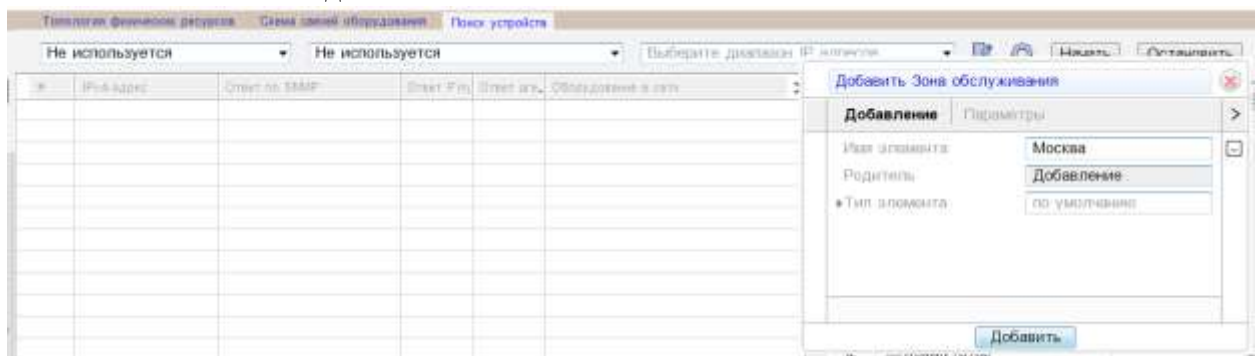 Топология физических ресурсов Схема связей оборудования Поиск устройств
Не используется Не используется Выберите диапазон IP адресов Начать Остановить
# IPv4 адрес Ответ по SNMP Оборудование в сети
Добавить Зона обслуживания
Добавление Параметры >
Имя элемента Москва
Родитель Добавление
Тип элемента по умолчанию
Добавить